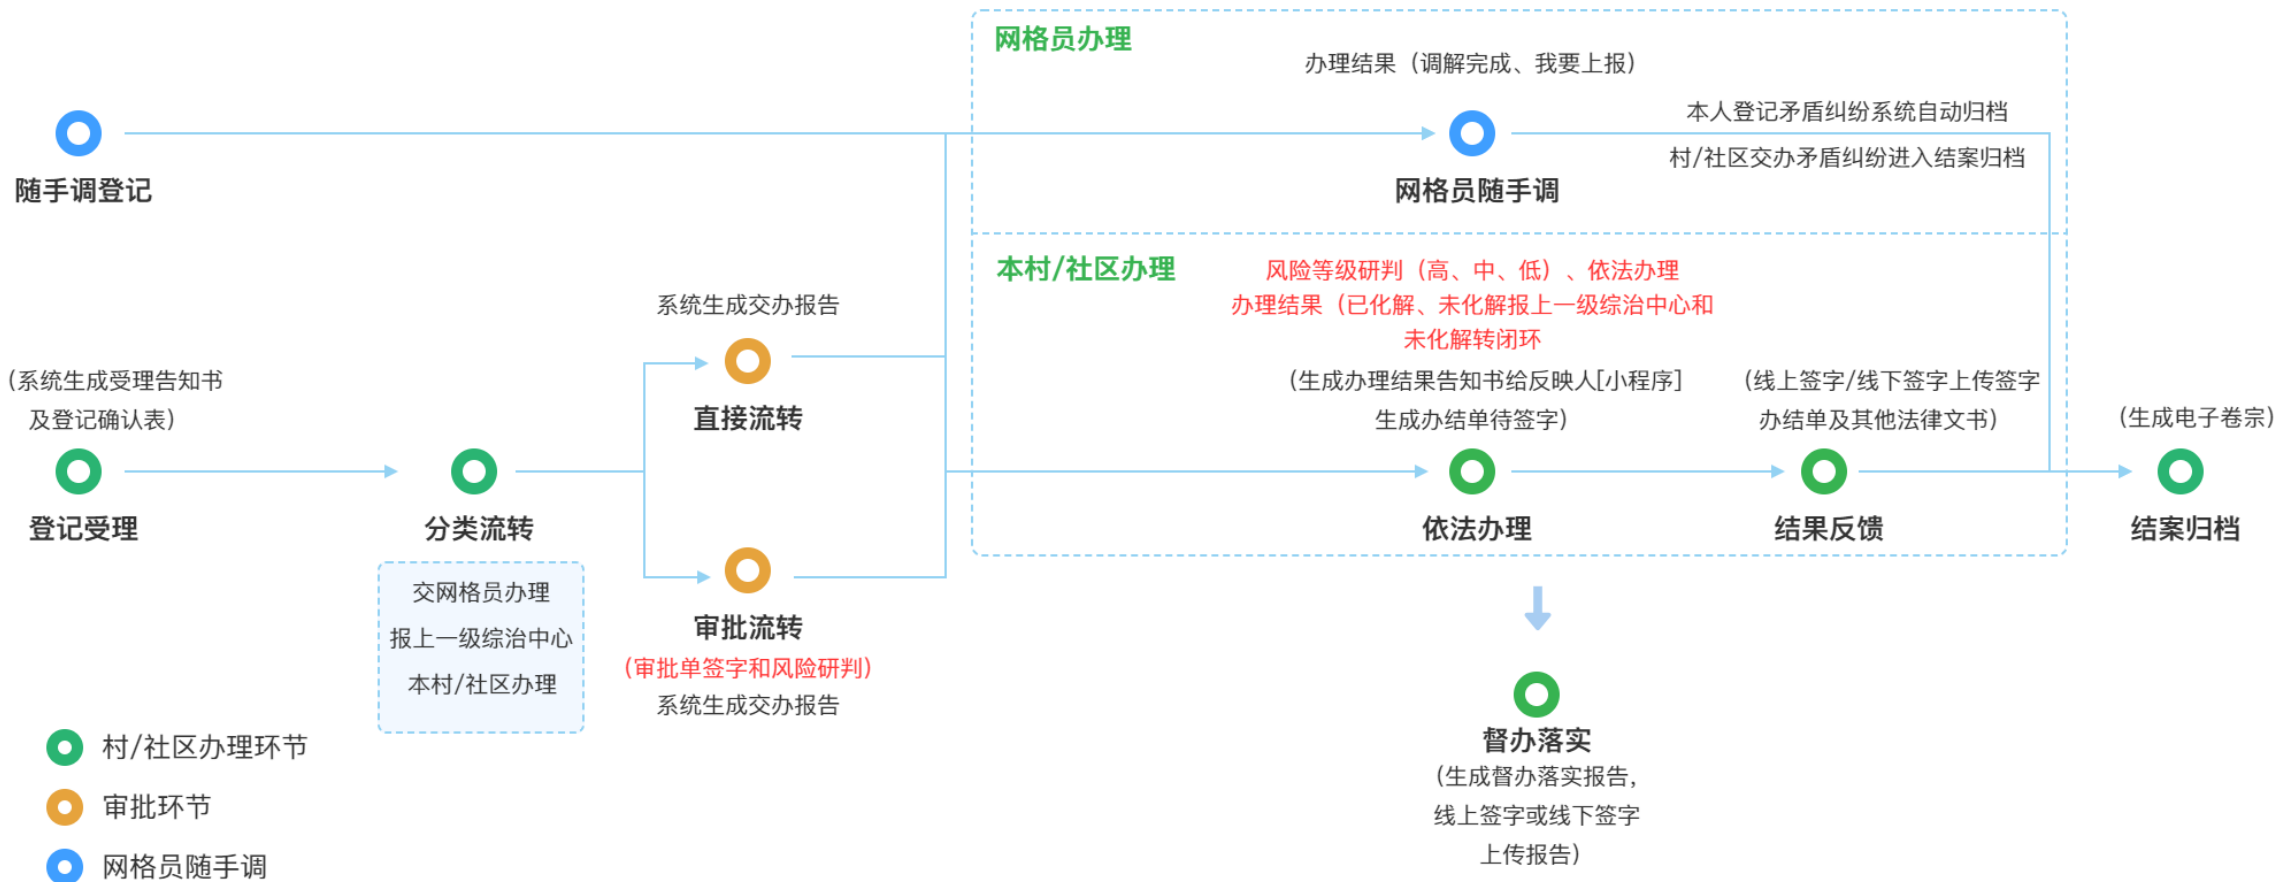 网格员办理
办理结果（调解完成、我要上报）
本人登记矛盾纠纷系统自动归档
村/社区交办矛盾纠纷进入结案归档
随手调登记
网格员随手调
本村/社区办理
风险等级研判（高、中、低）、依法办理
办理结果（已化解、未化解报上一级综治中心和
未化解转闭环
系统生成交办报告
直接流转
（系统生成受理告知书
及登记确认表）
（生成办理结果告知书给反映人[小程序]
生成办结单待签字）
（线上签字/线下签字上传签字
办结单及其他法律文书）
（生成电子卷宗）
登记受理
分类流转
依法办理
结果反馈
结案归档
交网格员办理
报上一级综治中心
本村/社区办理
审批流转
（审批单签字和风险研判）
系统生成交办报告
督办落实
（生成督办落实报告，
线上签字或线下签字
上传报告）
村/社区办理环节
审批环节
网格员随手调